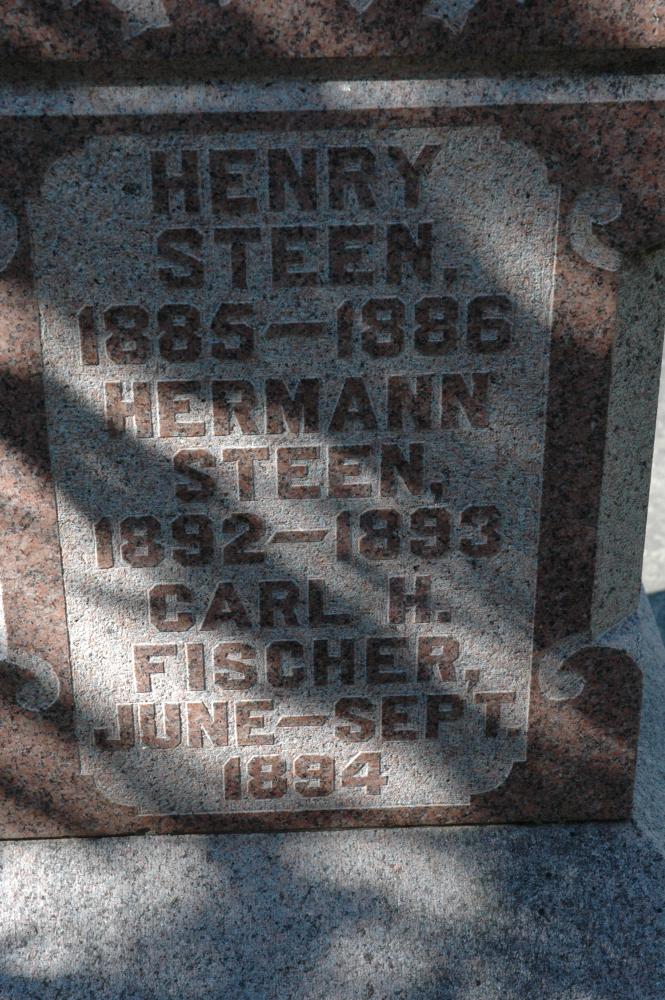 HENRY
STEEN.
1885—1886
HERMANN
STEEN,
1892—1893
CARL H.
FISCHER,
JUNE—SEPT.
1894